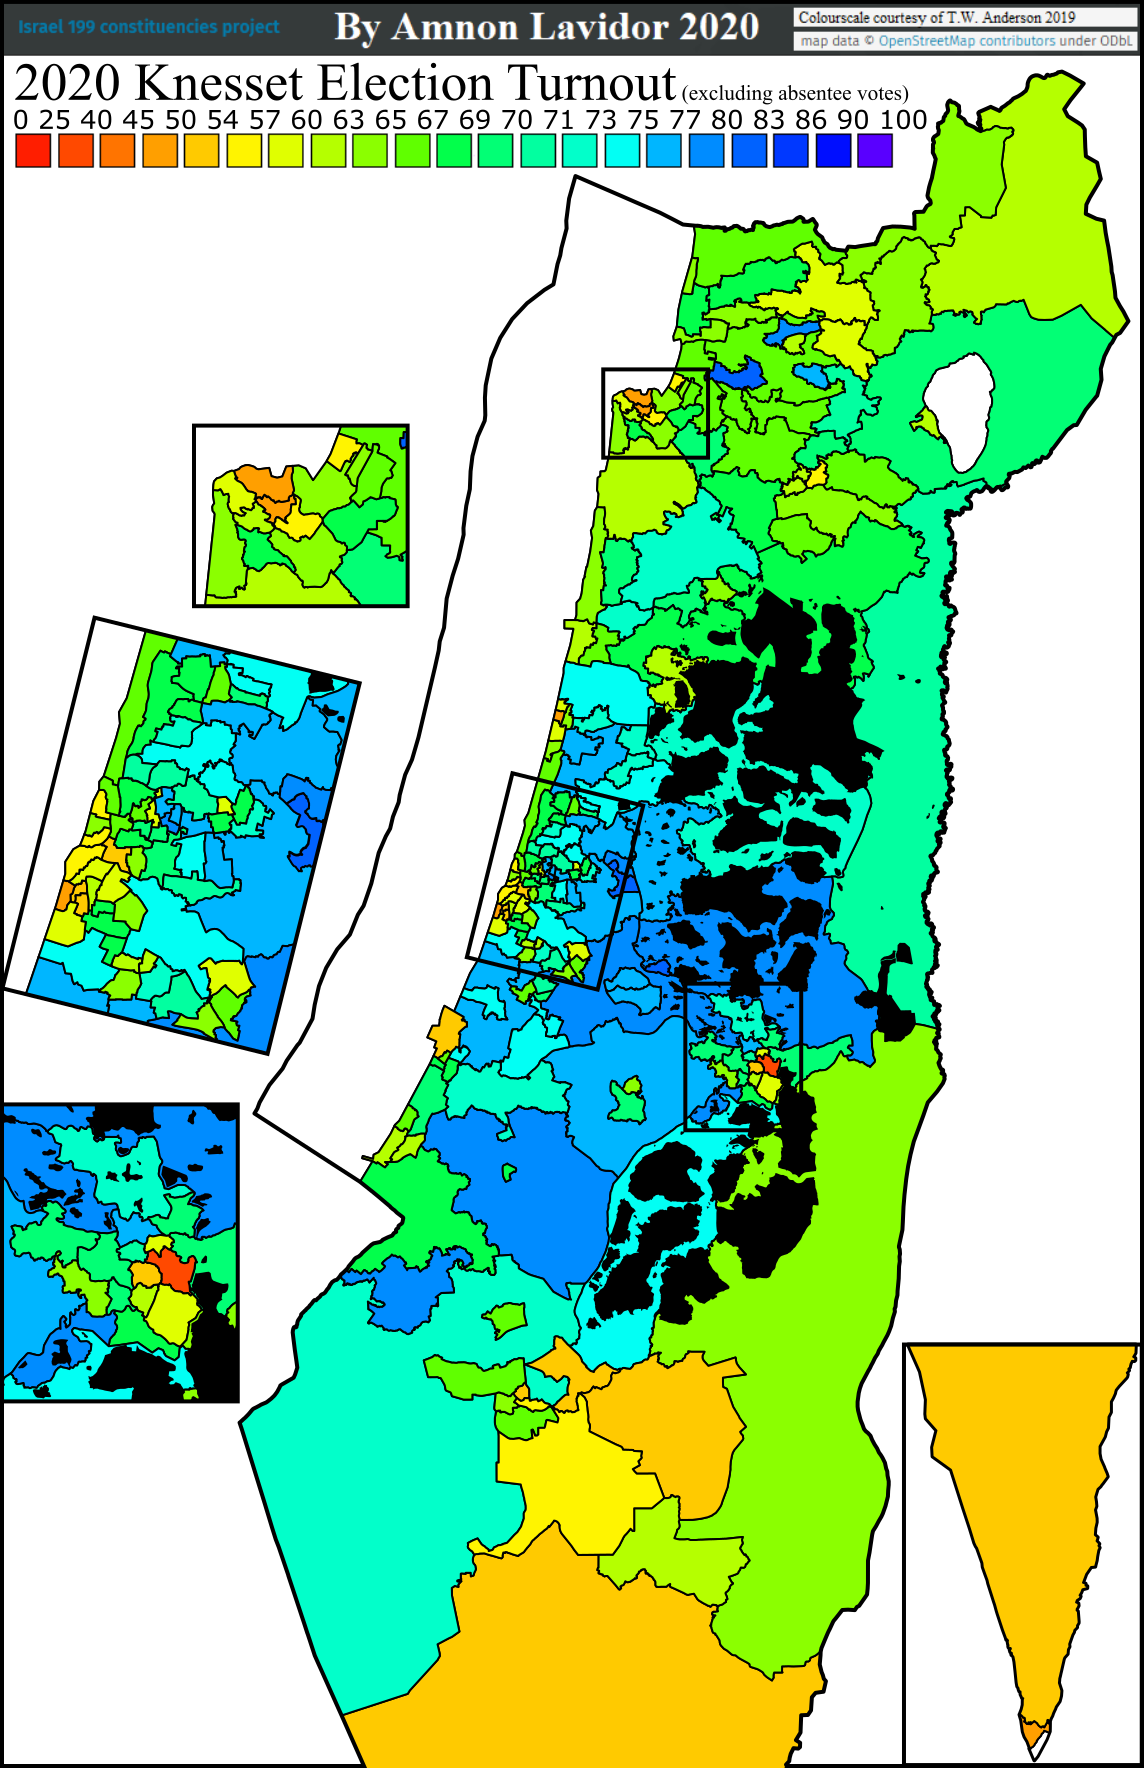 Israel 199 constituencies project
By Amnon Lavidor 2020
Colourscale courtesy of T.W. Anderson 2019
map data © OpenStreetMap contributors under ODbL
2020 Knesset Election Turnout (excluding absentee votes)
0 25 40 45 50 54 57 60 63 65 67 69 70 71 73 75 77 80 83 86 90 100